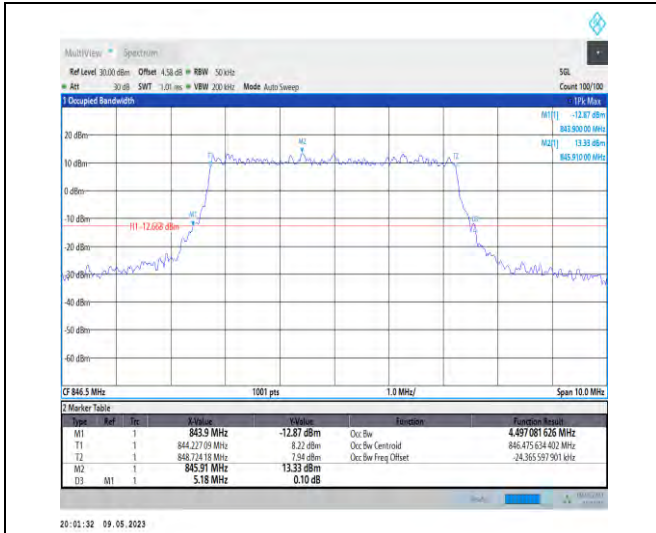 MultiView Spectrum
Ref Level 30.00 dBm Offset 4.58 dB RBW 50 kHz SGL
Att 30 dB SWT 1.01 ms VBW 200 kHz Mode Auto Sweep Count 100/100
1 Occupied Bandwidth 1Pk Max
M1[1] -12.87 dBm
843.900 00 MHz
M2[1] 13.33 dBm
845.910 00 MHz
20 dBm
M2
T1 T2
10 dBm
0 dBm
-10 dBm
M1
H1 -12.668 dBm
-20 dBm
-30 dBm
-40 dBm
-50 dBm
-60 dBm
CF 846.5 MHz 1001 pts 1.0 MHz/ Span 10.0 MHz
2 Marker Table
Type Ref Trc X-Value Y-Value Function Function Result
M1 1 843.9 MHz -12.87 dBm Occ Bw 4.497 081 626 MHz
T1 1 844.227 09 MHz 8.22 dBm Occ Bw Centroid 846.475 634 402 MHz
T2 1 848.724 18 MHz 7.94 dBm Occ Bw Freq Offset -24.365 597 901 kHz
M2 1 845.91 MHz 13.33 dBm
D3 M1 1 5.18 MHz 0.10 dB
20:01:32 09.05.2023